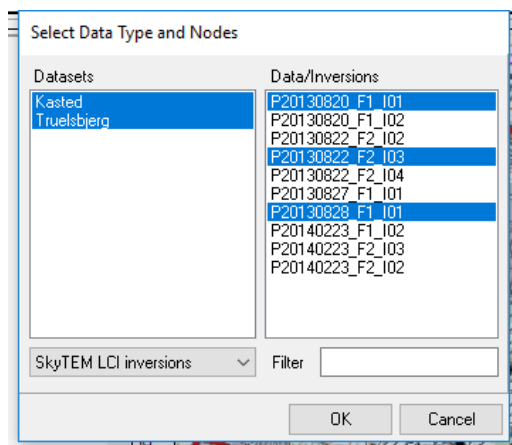 Select Data Type and Nodes
Datasets
Kasted
Truelsbjerg
Data/Inversions
P20130820_F1_I01
P20130820_F1_I02
P20130822_F2_I02
P20130822_F2_I03
P20130822_F2_I04
P20130827_F1_I01
P20130828_F1_I01
P20140223_F1_I02
P20140223_F2_I03
P20140223_F2_I02
SkyTEM LCI inversions
Filter
OK
Cancel